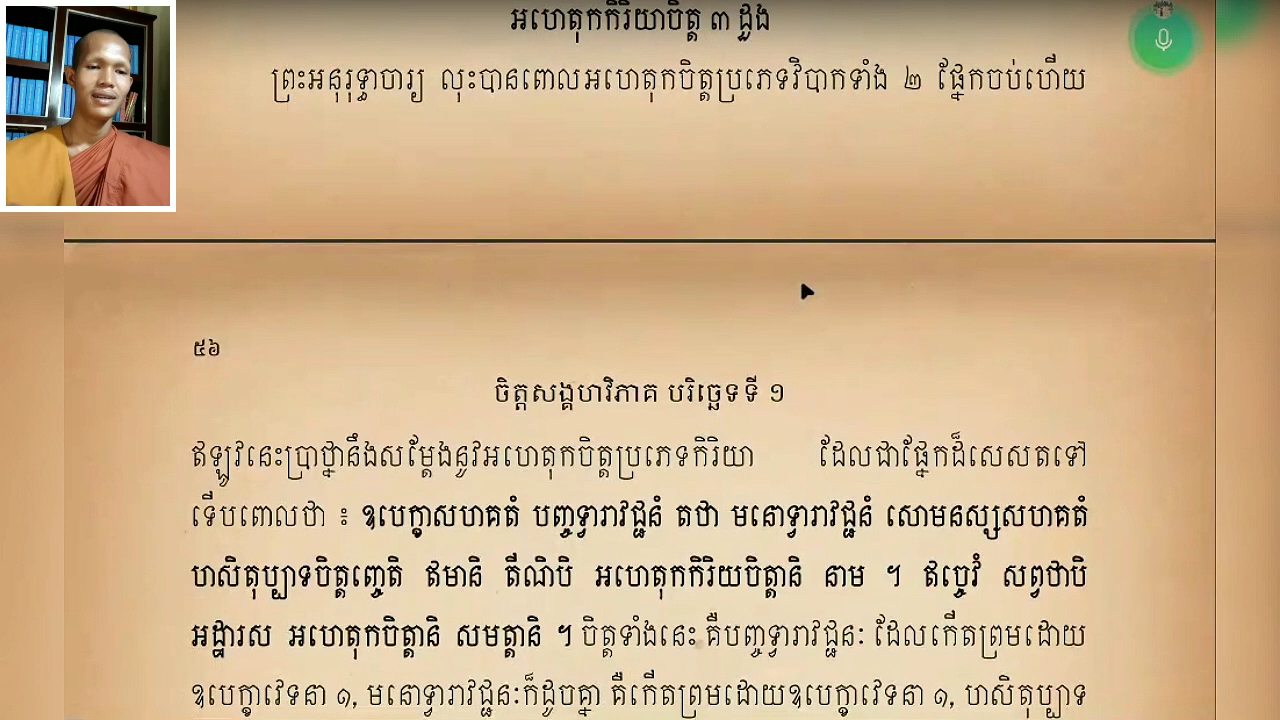 អហេតុកកិរិយាចិត្ត ៣ ដួង
ព្រះអនុរុទ្ធាចារ្យ លុះបានពោលអហេតុកចិត្តប្រភេទវិបាកទាំង ២ ផ្នែកចប់ហើយ
៥៦
ចិត្តសង្គហវិភាគ បរិច្ឆេទទី ១
ឥឡូវនេះប្រាថ្នានឹងសម្តែងនូវអហេតុកចិត្តប្រភេទកិរិយា ដែលជាផ្នែកដ៏សេសតទៅ
ទើបពោលថា ៖ ឧបេក្ខាសហគតំ បញ្ចទ្វារាវជ្ជនំ តថា មនោទ្វារាវជ្ជនំ សោមនស្សសហគតំ
ហសិតុប្បាទចិត្តញ្ចេតិ ឥមានិ តីណិបិ អហេតុកកិរិយចិត្តានិ នាម ។ ឥច្ចេវំ សព្វថាបិ
អដ្ឋារស អហេតុកចិត្តានិ សមត្តានិ ។ ចិត្តទាំងនេះ គឺបញ្ចទ្វារាវជ្ជនៈ ដែលកើតព្រមដោយ
ឧបេក្ខាវេទនា ១, មនោទ្វារាវជ្ជនៈក៏ដូចគ្នា គឺកើតព្រមដោយឧបេក្ខាវេទនា ១, ហសិតុប្បាទ